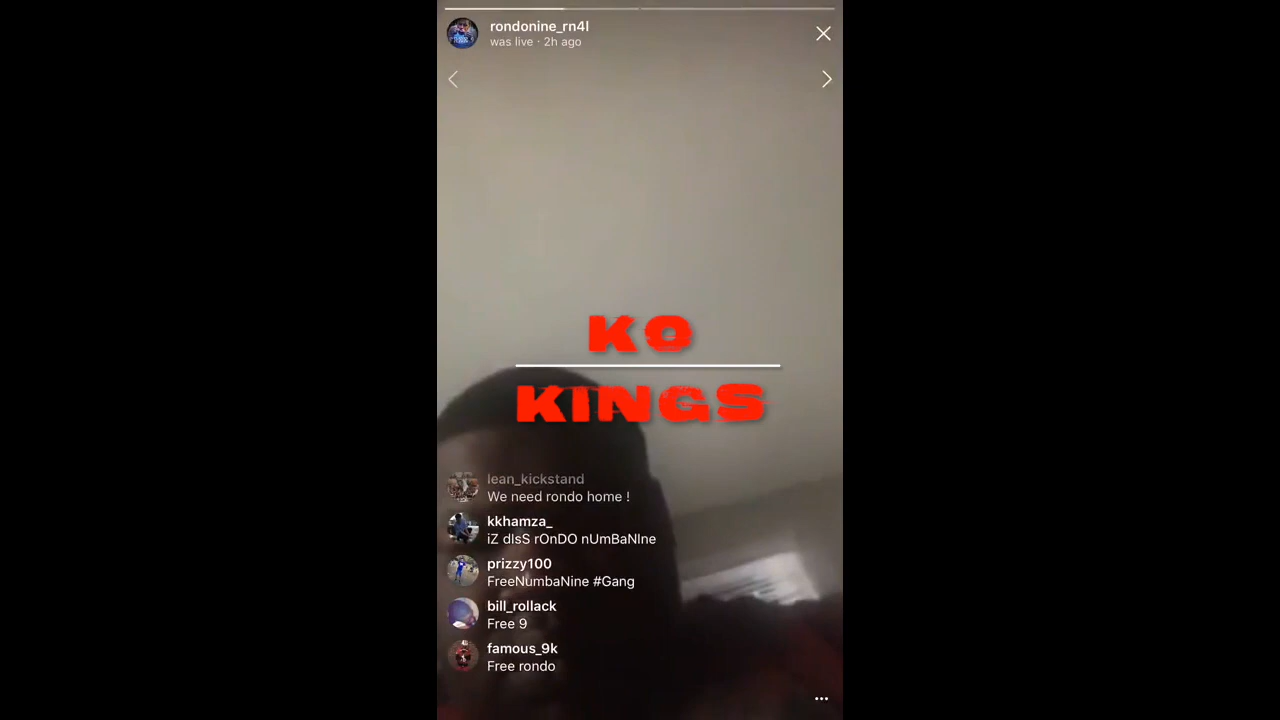 rondonine_rn4l
was live · 2h ago
KO
KINGS
lean_kickstand
We need rondo home !
kkhamza_
iZ dIsS rOnDO nUmBaNIne
prizzy100
FreeNumbaNine #Gang
bill_rollack
Free 9
famous_9k
Free rondo